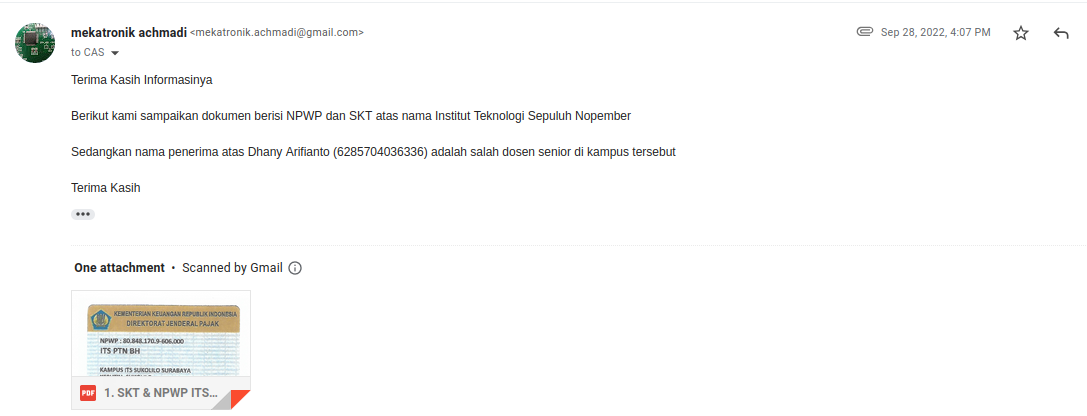 mekatronik achmadi <mekatronik.achmadi@gmail.com>
Sep 28, 2022, 4:07 PM
to CAS
Terima Kasih Informasinya
Berikut kami sampaikan dokumen berisi NPWP dan SKT atas nama Institut Teknologi Sepuluh Nopember
Sedangkan nama penerima atas Dhany Arifianto (6285704036336) adalah salah dosen senior di kampus tersebut
Terima Kasih
One attachment • Scanned by Gmail
KEMENTERIAN KEUANGAN REPUBLIK INDONESIA
DIREKTORAT JENDERAL PAJAK
NPWP : 80.848.170.9-606.000
ITS PTN BH
KAMPUS ITS SUKOLILO SURABAYA
PDF 1. SKT & NPWP ITS...